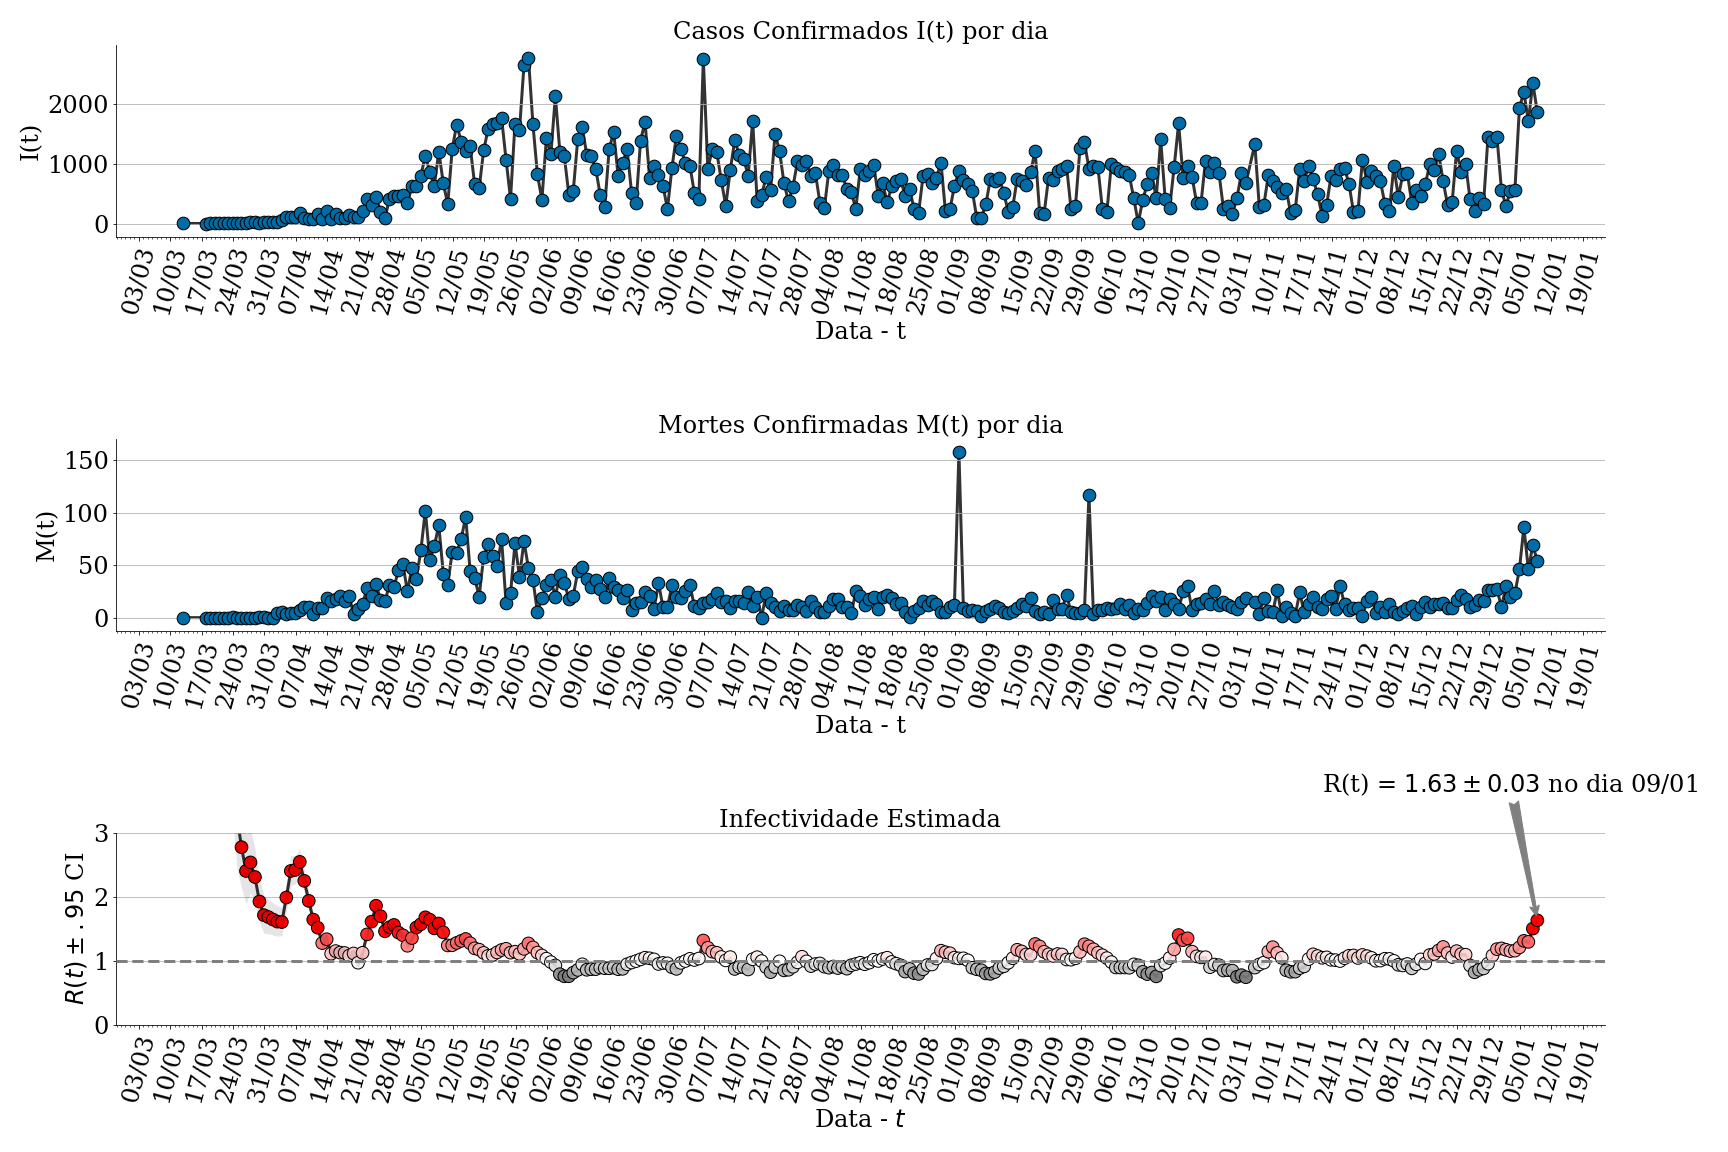 Casos Confirmados I(t) por dia
I(t)
2000
1000
0
03/03 10/03 17/03 24/03 31/03 07/04 14/04 21/04 28/04 05/05 12/05 19/05 26/05 02/06 09/06 16/06 23/06 30/06 07/07 14/07 21/07 28/07 04/08 11/08 18/08 25/08 01/09 08/09 15/09 22/09 29/09 06/10 13/10 20/10 27/10 03/11 10/11 17/11 24/11 01/12 08/12 15/12 22/12 29/12 05/01 12/01 19/01
Data - t
Mortes Confirmadas M(t) por dia
M(t)
150
100
50
0
03/03 10/03 17/03 24/03 31/03 07/04 14/04 21/04 28/04 05/05 12/05 19/05 26/05 02/06 09/06 16/06 23/06 30/06 07/07 14/07 21/07 28/07 04/08 11/08 18/08 25/08 01/09 08/09 15/09 22/09 29/09 06/10 13/10 20/10 27/10 03/11 10/11 17/11 24/11 01/12 08/12 15/12 22/12 29/12 05/01 12/01 19/01
Data - t
R(t) = 1.63 ± 0.03 no dia 09/01
Infectividade Estimada
R(t) ± .95 CI
3
2
1
0
03/03 10/03 17/03 24/03 31/03 07/04 14/04 21/04 28/04 05/05 12/05 19/05 26/05 02/06 09/06 16/06 23/06 30/06 07/07 14/07 21/07 28/07 04/08 11/08 18/08 25/08 01/09 08/09 15/09 22/09 29/09 06/10 13/10 20/10 27/10 03/11 10/11 17/11 24/11 01/12 08/12 15/12 22/12 29/12 05/01 12/01 19/01
Data - t